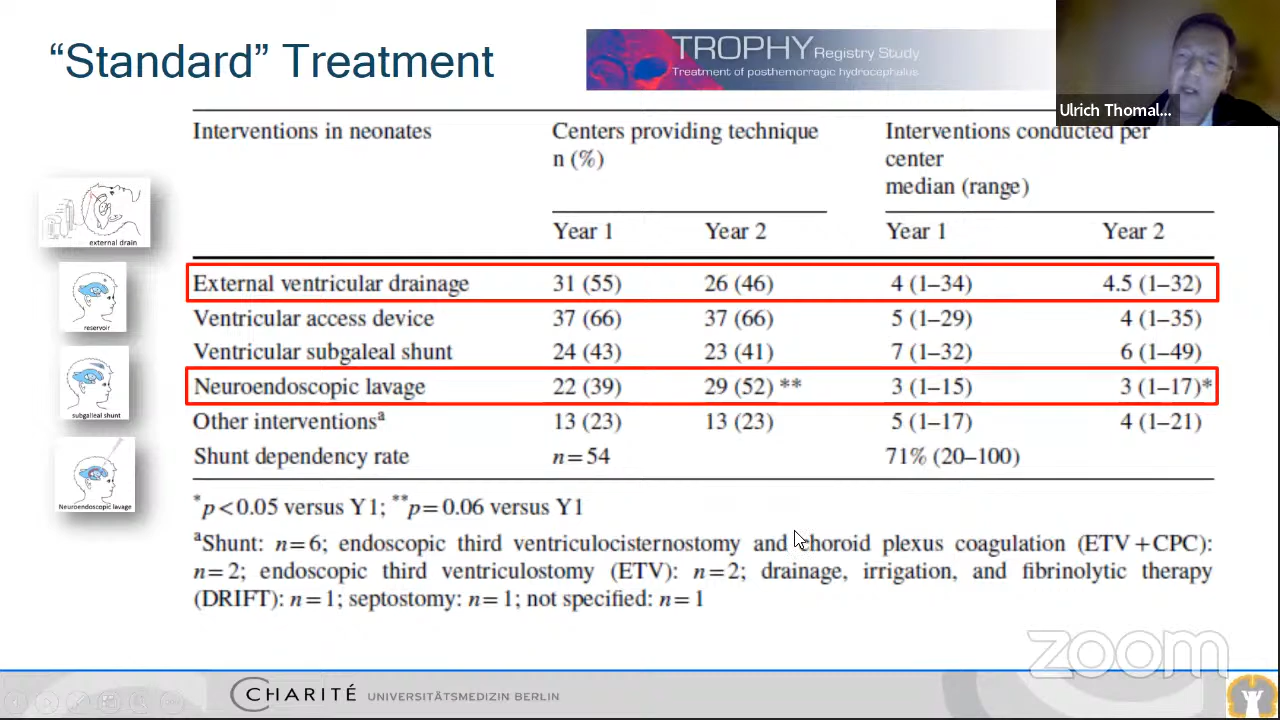 “Standard” Treatment
TROPHY Registry Study
Treatment of posthemorragic hydrocephalus
Ulrich Thomal...
Interventions in neonates
Centers providing technique
n (%)
Interventions conducted per
center
median (range)
Year 1 Year 2 Year 1 Year 2
external drain
External ventricular drainage 31 (55) 26 (46) 4 (1–34) 4.5 (1–32)
Ventricular access device 37 (66) 37 (66) 5 (1–29) 4 (1–35)
reservoir
Ventricular subgaleal shunt 24 (43) 23 (41) 7 (1–32) 6 (1–49)
Neuroendoscopic lavage 22 (39) 29 (52) ** 3 (1–15) 3 (1–17)*
subgalleal shunt
Other interventionsa 13 (23) 13 (23) 5 (1–17) 4 (1–21)
Shunt dependency rate n=54 71% (20–100)
Neuroendoscopic lavage
*p<0.05 versus Y1; **p=0.06 versus Y1
aShunt: n=6; endoscopic third ventriculocisternostomy and choroid plexus coagulation (ETV+CPC):
n=2; endoscopic third ventriculostomy (ETV): n=2; drainage, irrigation, and fibrinolytic therapy
(DRIFT): n=1; septostomy: n=1; not specified: n=1
zoom
CHARITÉ UNIVERSITÄTSMEDIZIN BERLIN